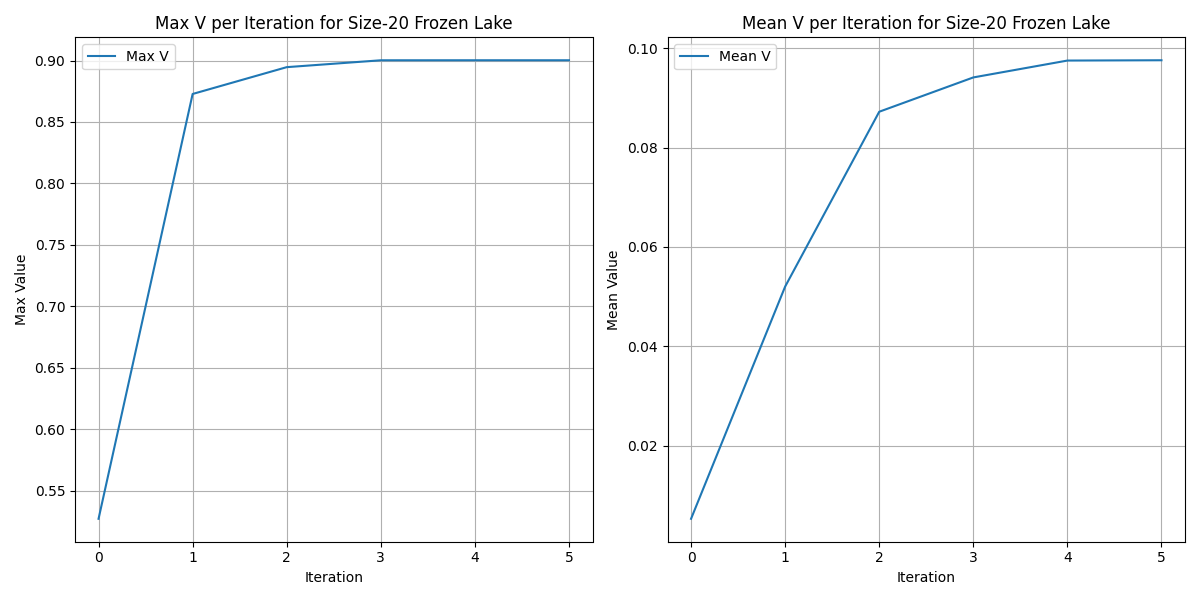 Max V per Iteration for Size-20 Frozen Lake
Max V
0.90
0.85
0.80
0.75
0.70
0.65
0.60
0.55
Max Value
0 1 2 3 4 5
Iteration
Mean V per Iteration for Size-20 Frozen Lake
Mean V
0.10
0.08
0.06
0.04
0.02
Mean Value
0 1 2 3 4 5
Iteration